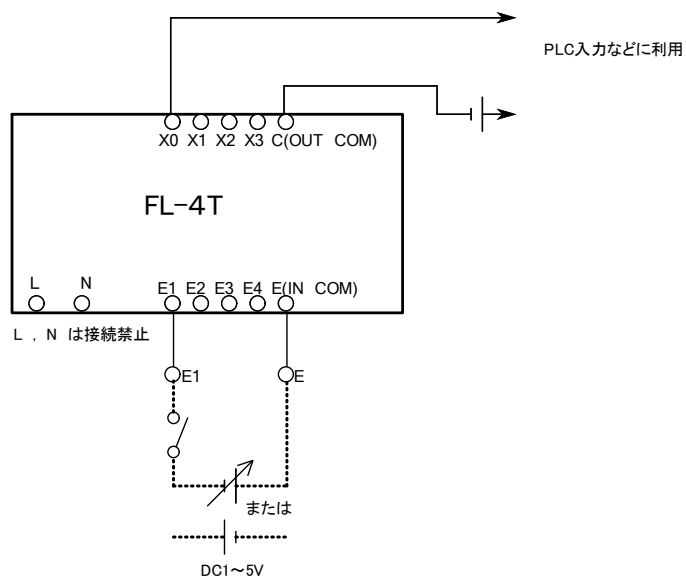 PLC入力などに利用
X0 X1 X2 X3 C(OUT COM)
FL-4T
L N E1 E2 E3 E4 E(IN COM)
L , N は接続禁止
E1 E
または
DC1～5V